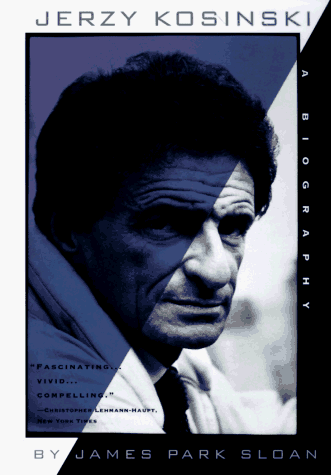 JERZY KOSINSKI
A BIOGRAPHY
"FASCINATING...
VIVID...
COMPELLING."
—CHRISTOPHER LEHMANN-HAUPT,
NEW YORK TIMES
BY JAMES PARK SLOAN